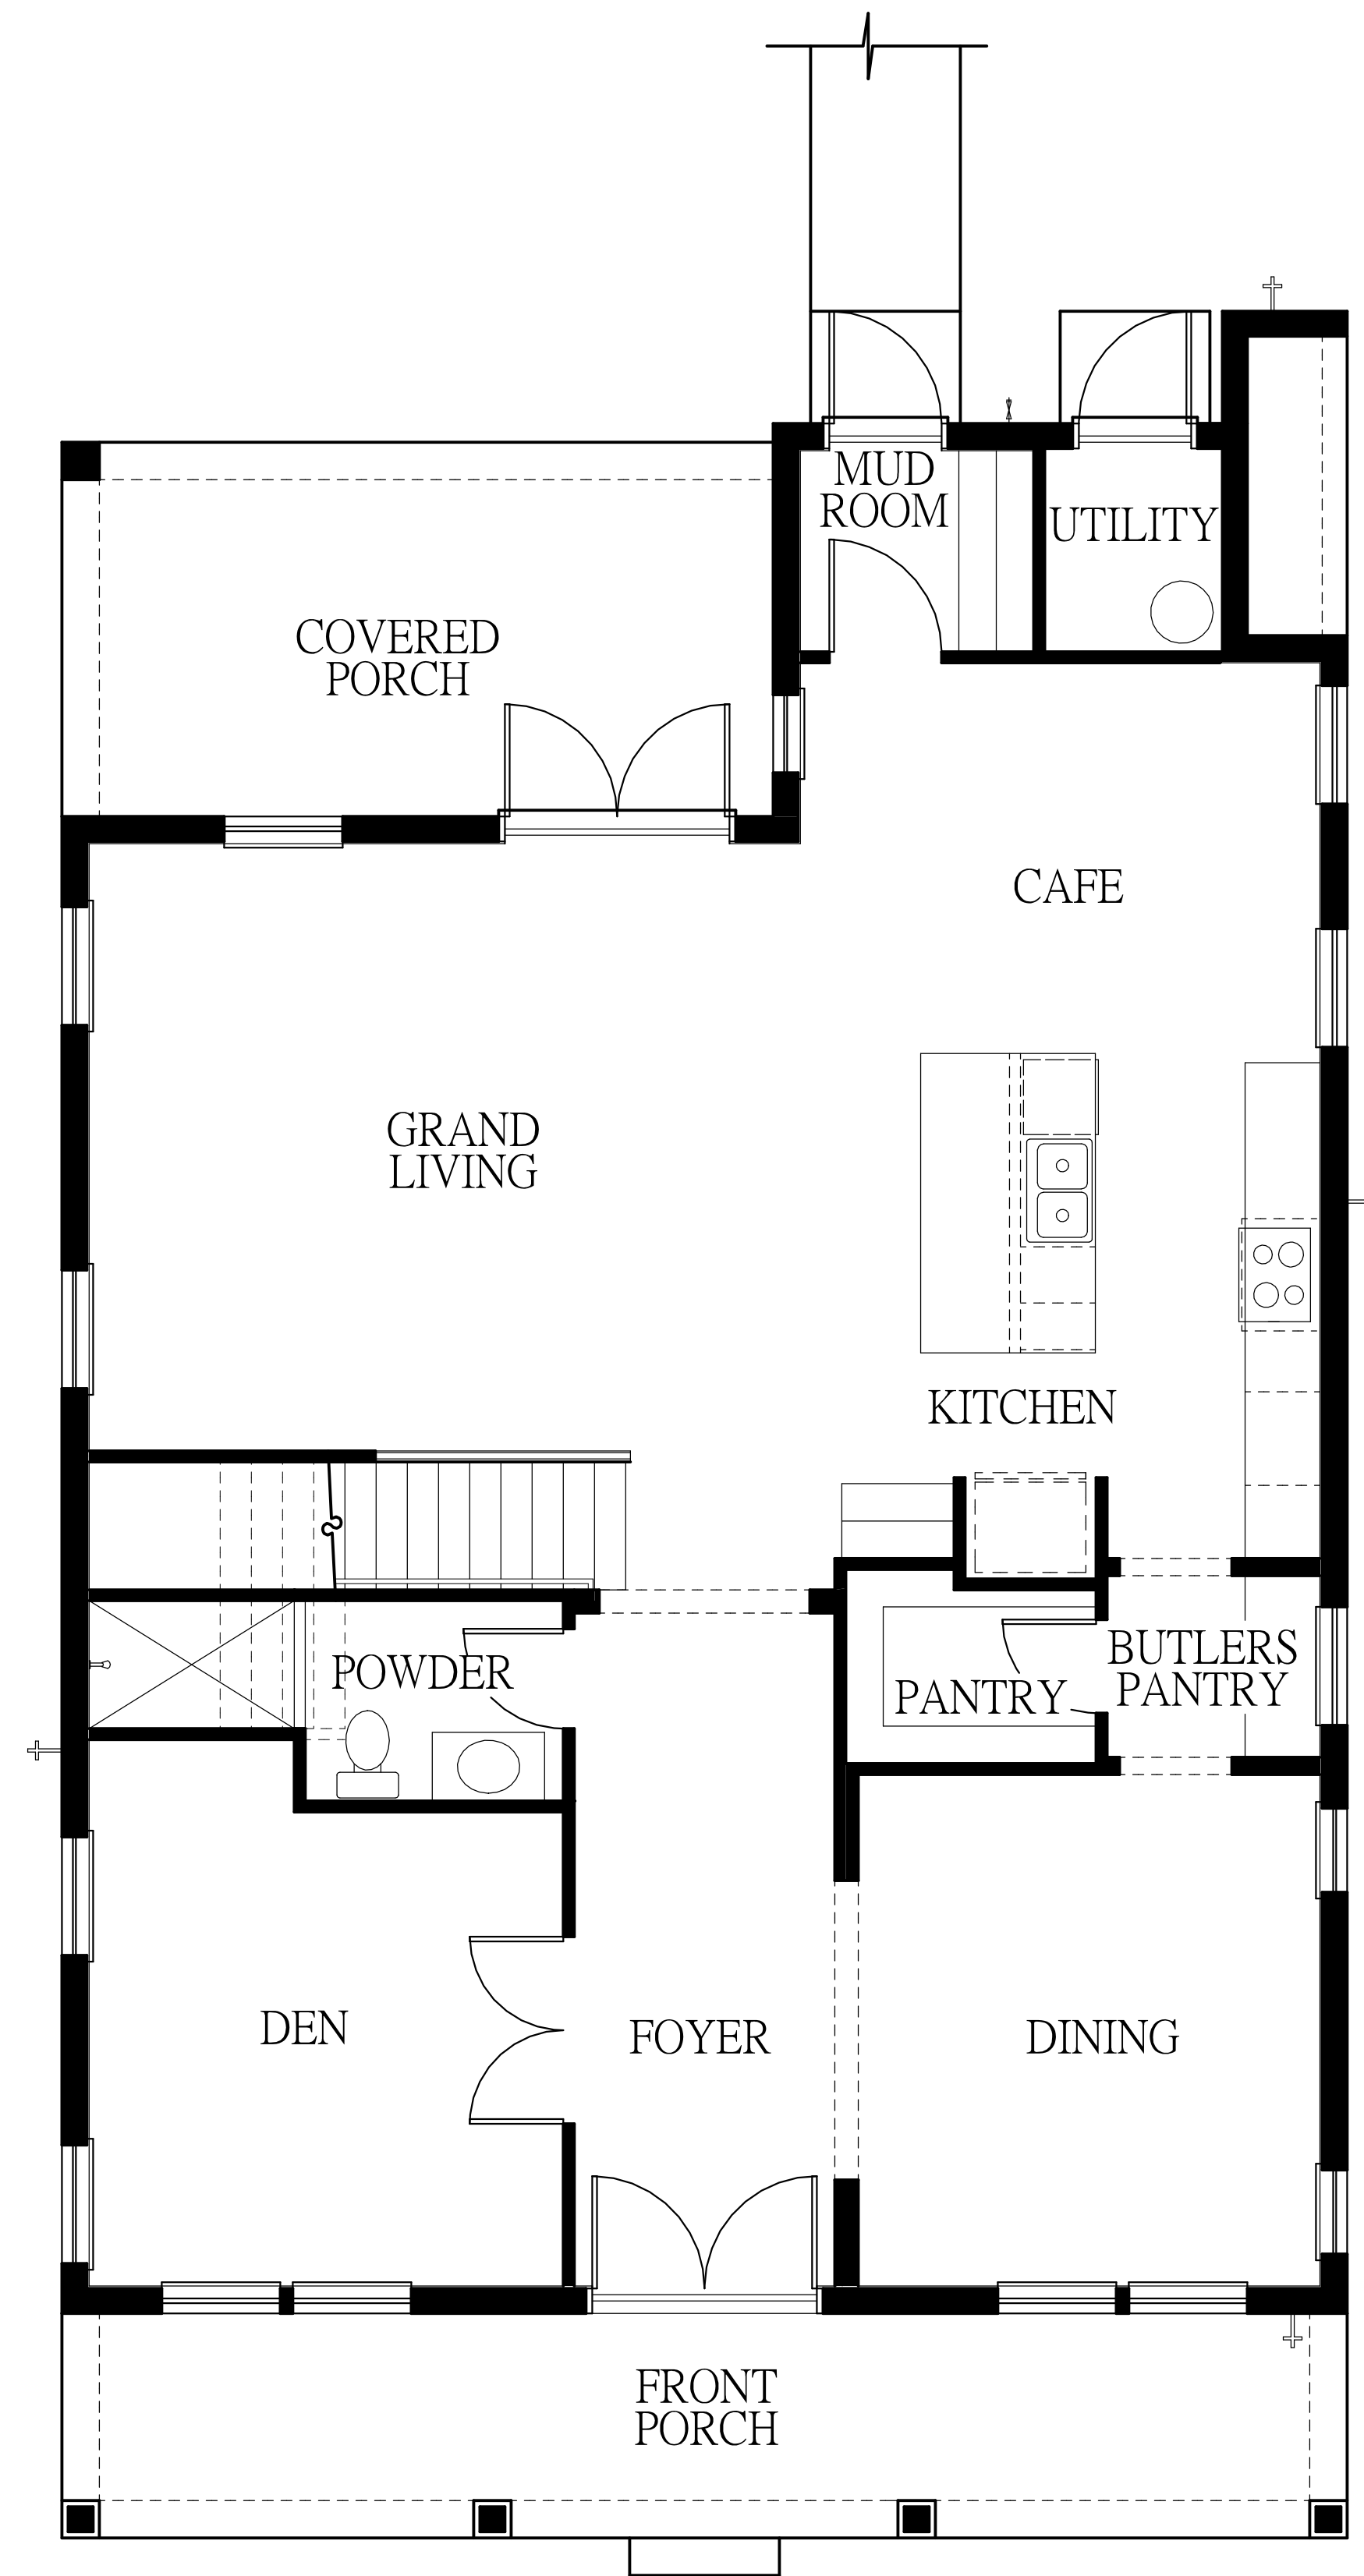 MUD
ROOM
UTILITY
COVERED
PORCH
CAFE
GRAND
LIVING
KITCHEN
POWDER
PANTRY
BUTLERS
PANTRY
DEN
FOYER
DINING
FRONT
PORCH